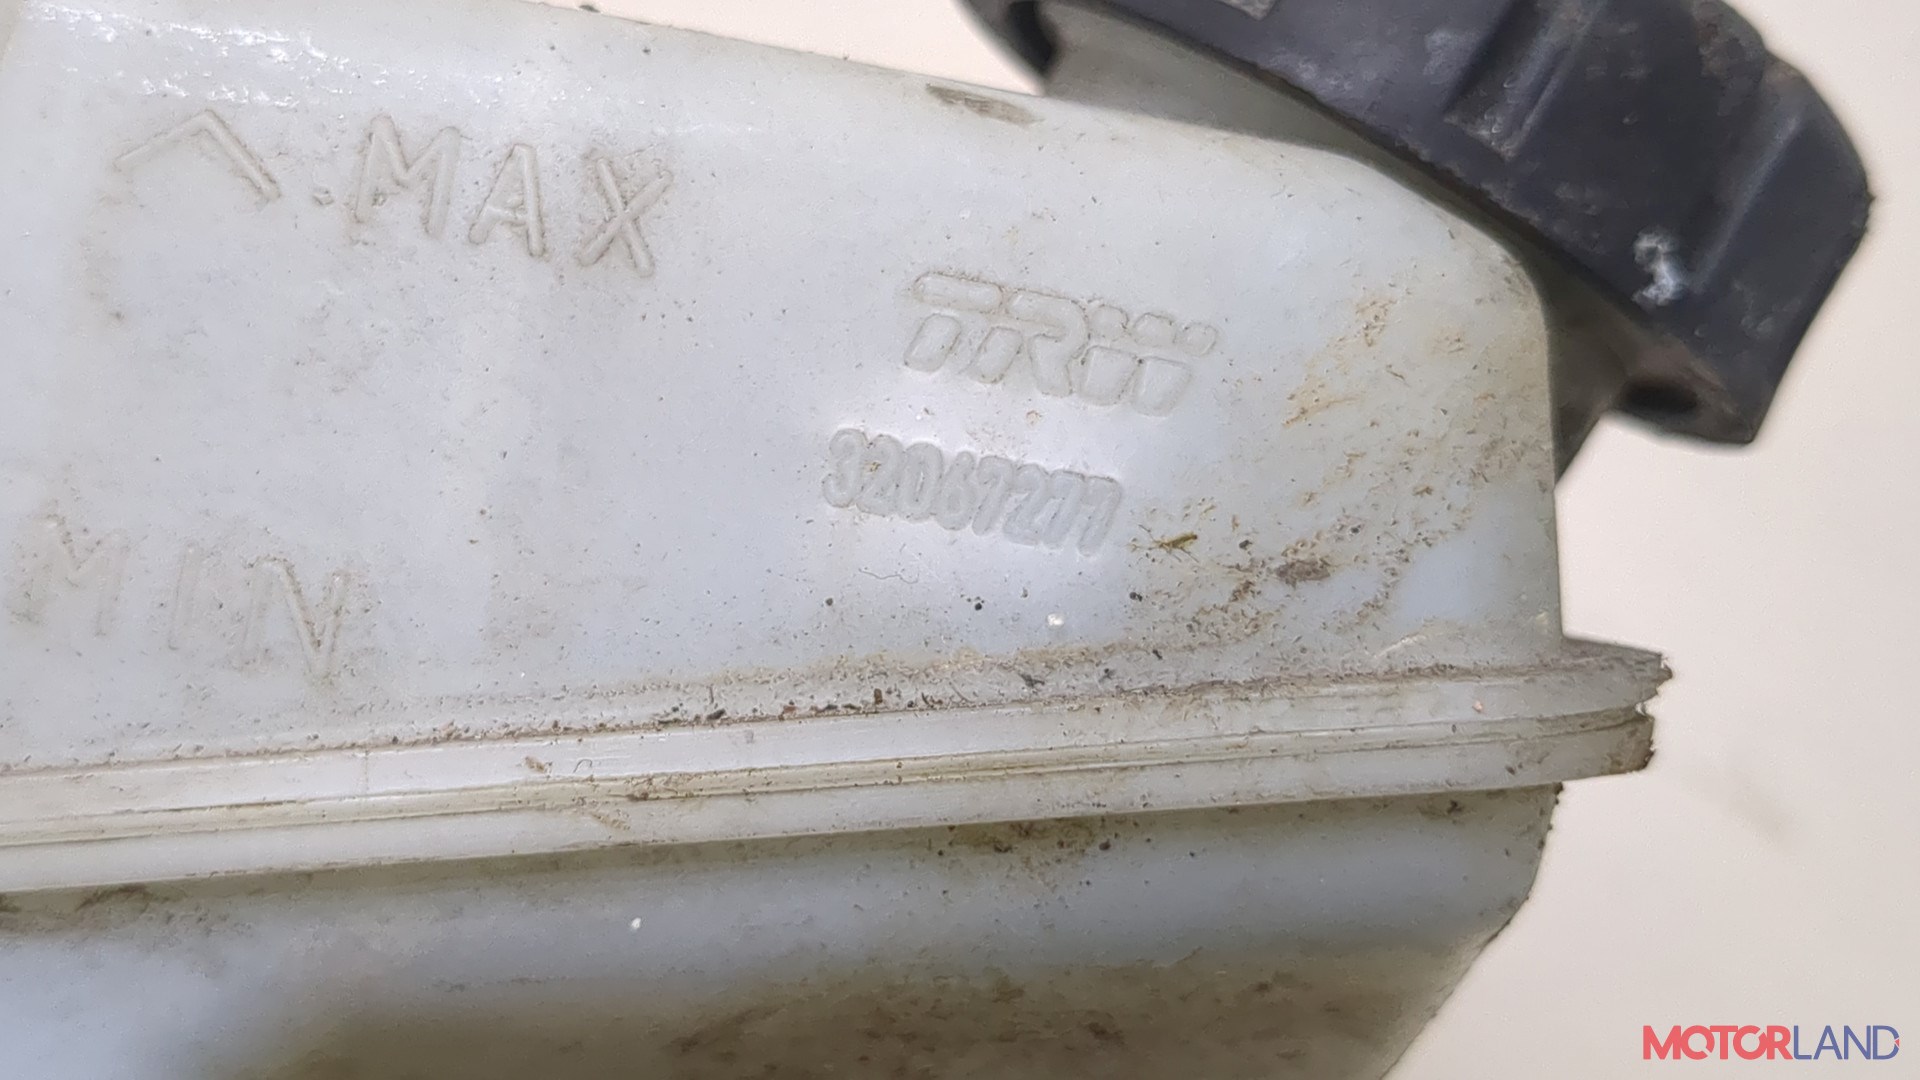 MAX
TRW
32067277
MIN
MOTORLAND